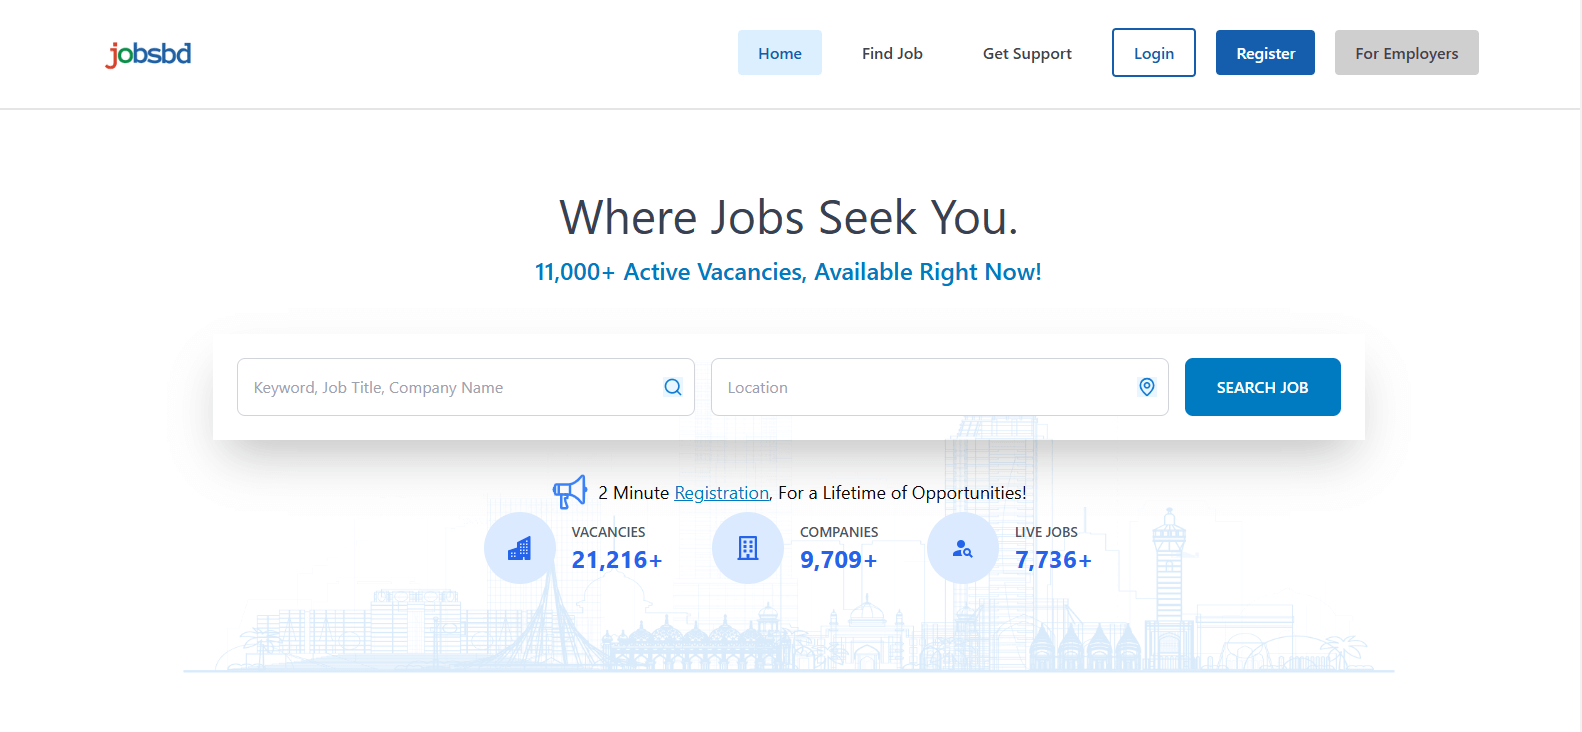 jobsbd
Home Find Job Get Support Login Register For Employers
Where Jobs Seek You.
11,000+ Active Vacancies, Available Right Now!
Keyword, Job Title, Company Name Location SEARCH JOB
2 Minute Registration, For a Lifetime of Opportunities!
VACANCIES COMPANIES LIVE JOBS
21,216+ 9,709+ 7,736+